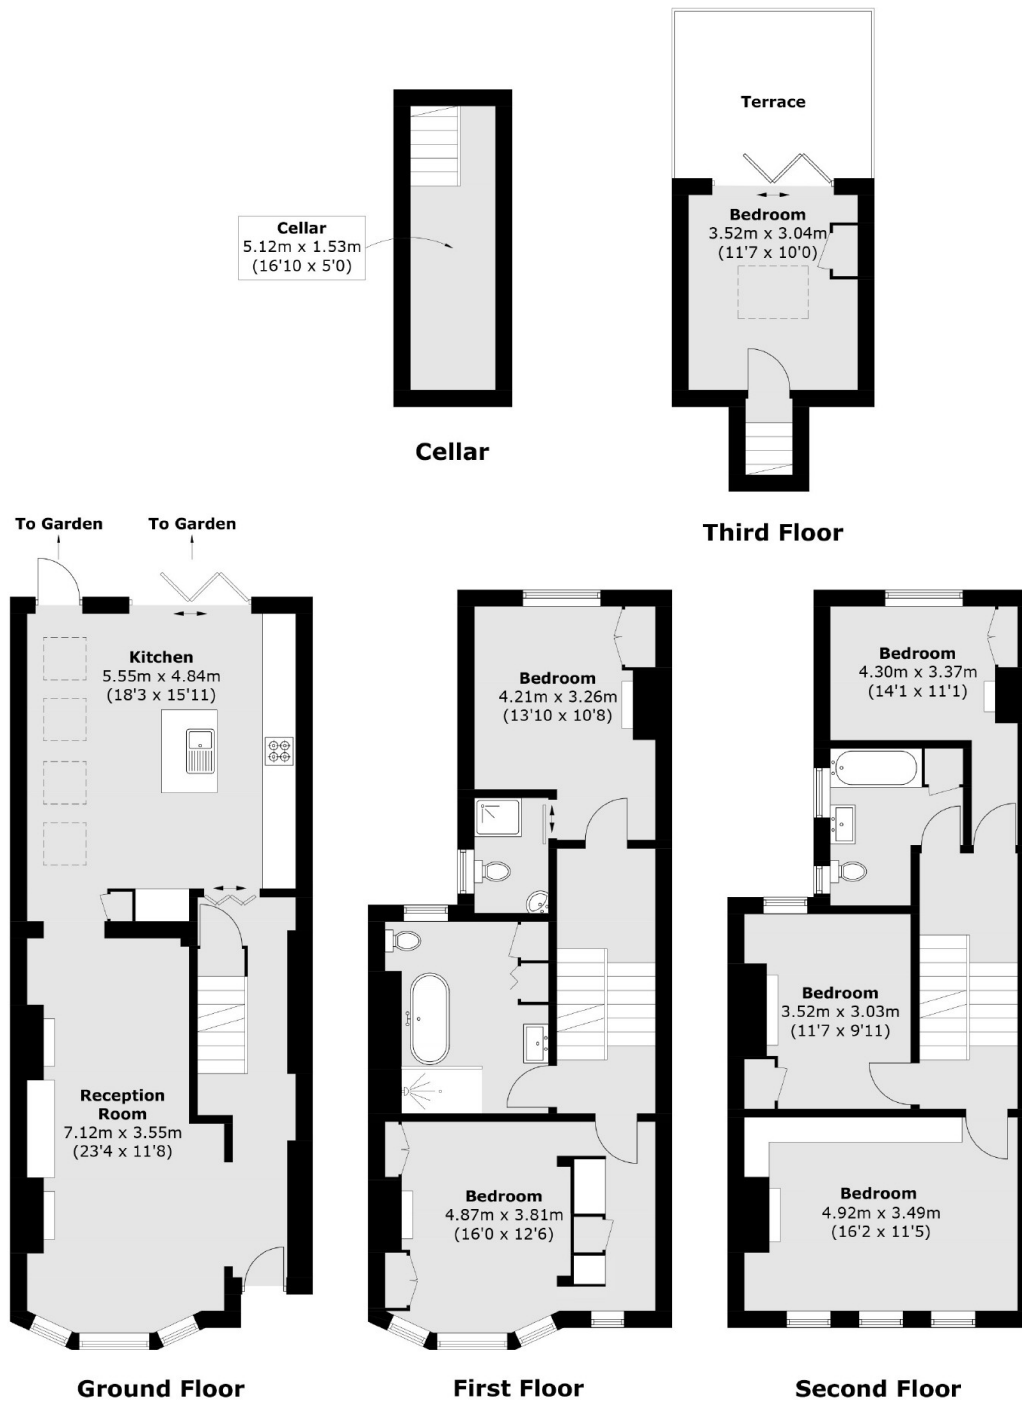 Terrace
Cellar
5.12m x 1.53m
(16'10 x 5'0)
Bedroom
3.52m x 3.04m
(11'7 x 10'0)
Cellar
Third Floor
To Garden
To Garden
Kitchen
5.55m x 4.84m
(18'3 x 15'11)
Reception
Room
7.12m x 3.55m
(23'4 x 11'8)
Ground Floor
Bedroom
4.21m x 3.26m
(13'10 x 10'8)
Bedroom
4.87m x 3.81m
(16'0 x 12'6)
First Floor
Bedroom
4.30m x 3.37m
(14'1 x 11'1)
Bedroom
3.52m x 3.03m
(11'7 x 9'11)
Bedroom
4.92m x 3.49m
(16'2 x 11'5)
Second Floor